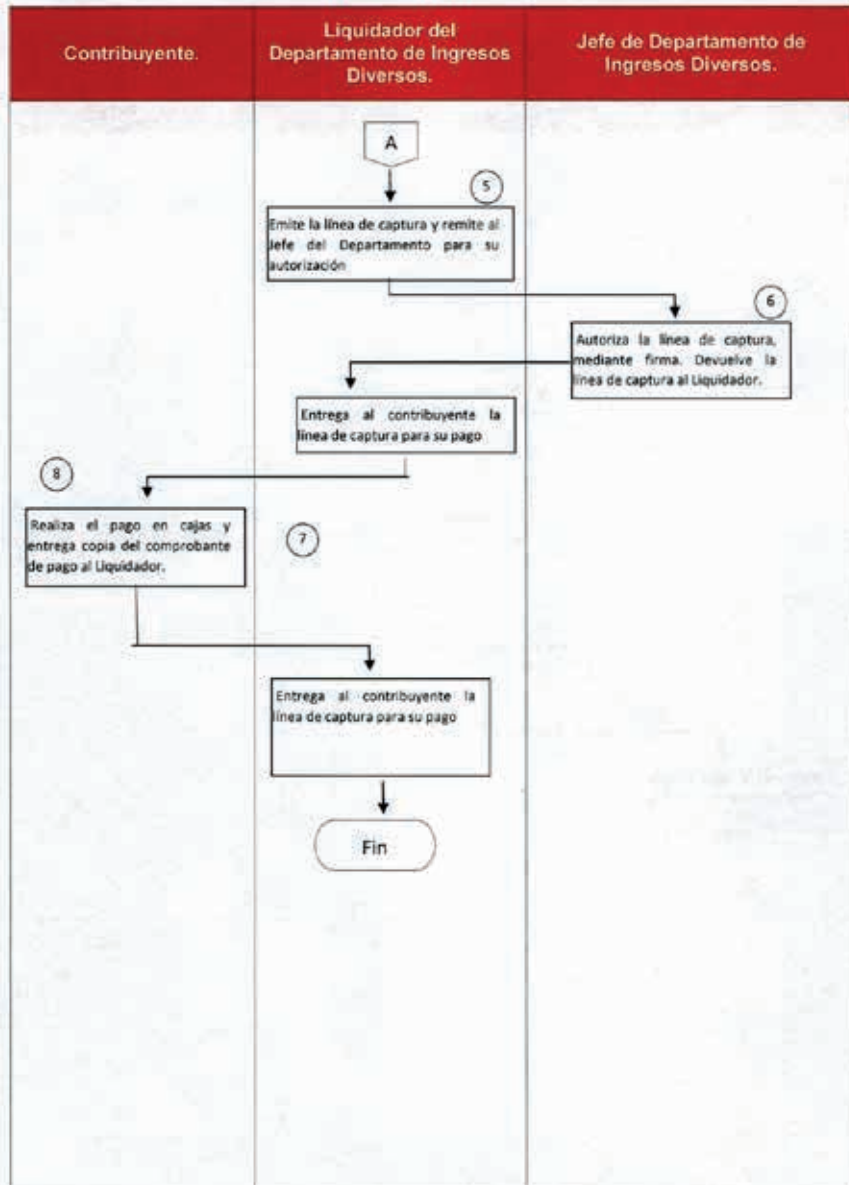 Contribuyente.
Liquidador del
Departamento de Ingresos
Diversos.
Jefe de Departamento de
Ingresos Diversos.
A
5
Emite la línea de captura y remite al
Jefe del Departamento para su
autorización
6
Autoriza la línea de captura,
mediante firma. Devuelve la
línea de captura al Liquidador.
Entrega al contribuyente la
línea de captura para su pago
8
Realiza el pago en cajas y
entrega copia del comprobante
de pago al Liquidador.
7
Entrega al contribuyente la
línea de captura para su pago
Fin